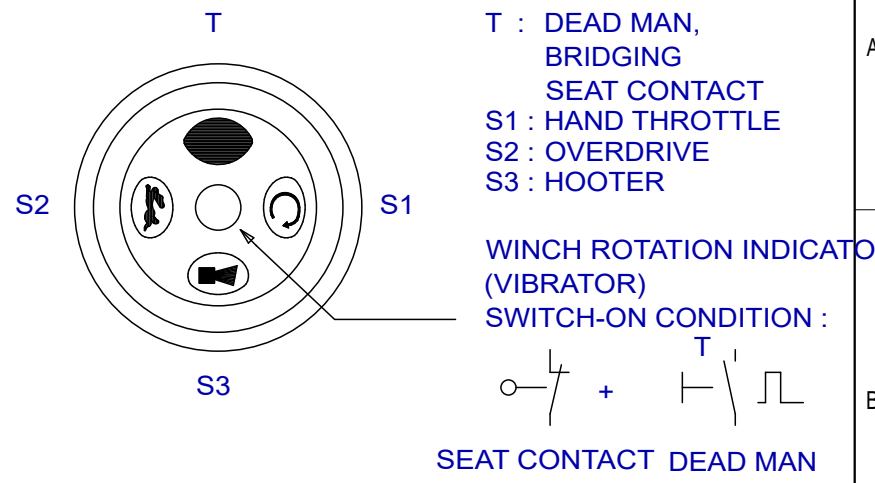 T
T : DEAD MAN,
BRIDGING
SEAT CONTACT
S1 : HAND THROTTLE
S2 : OVERDRIVE
S3 : HOOTER
S2
S1
S3
WINCH ROTATION INDICATO
(VIBRATOR)
SWITCH-ON CONDITION :
T
+
SEAT CONTACT DEAD MAN
A
B